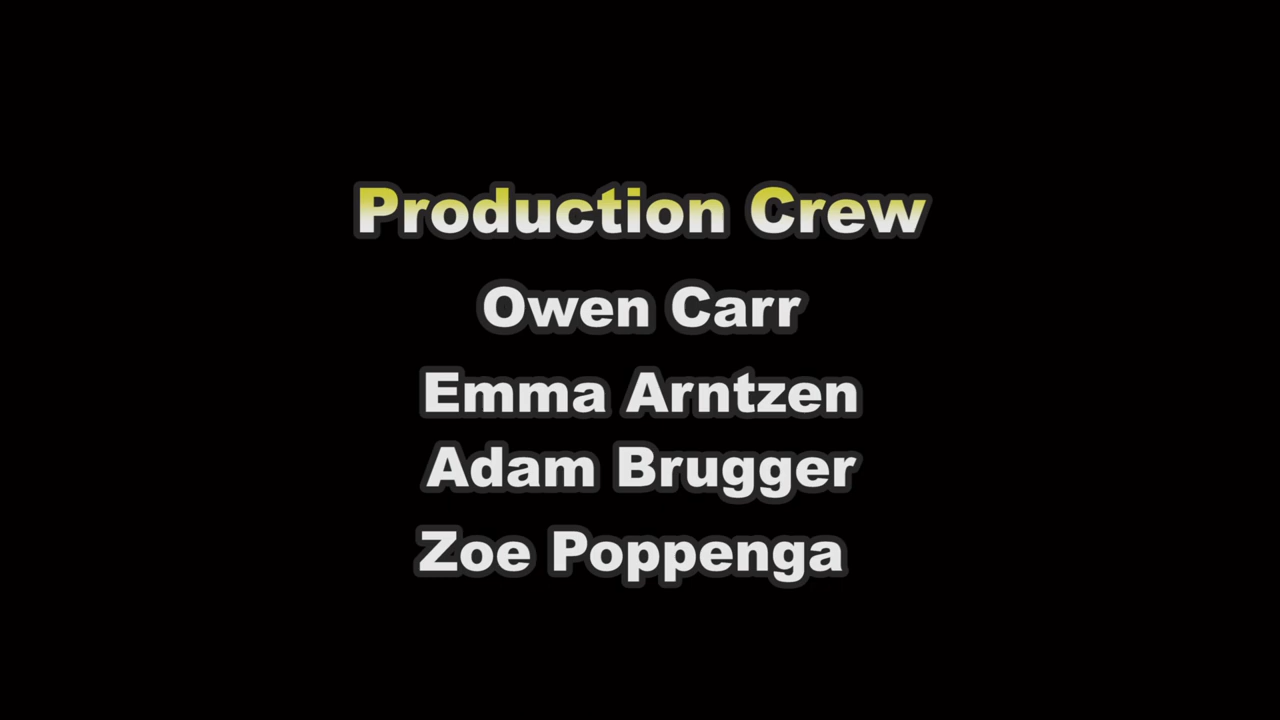 Production Crew
Owen Carr
Emma Arntzen
Adam Brugger
Zoe Poppenga